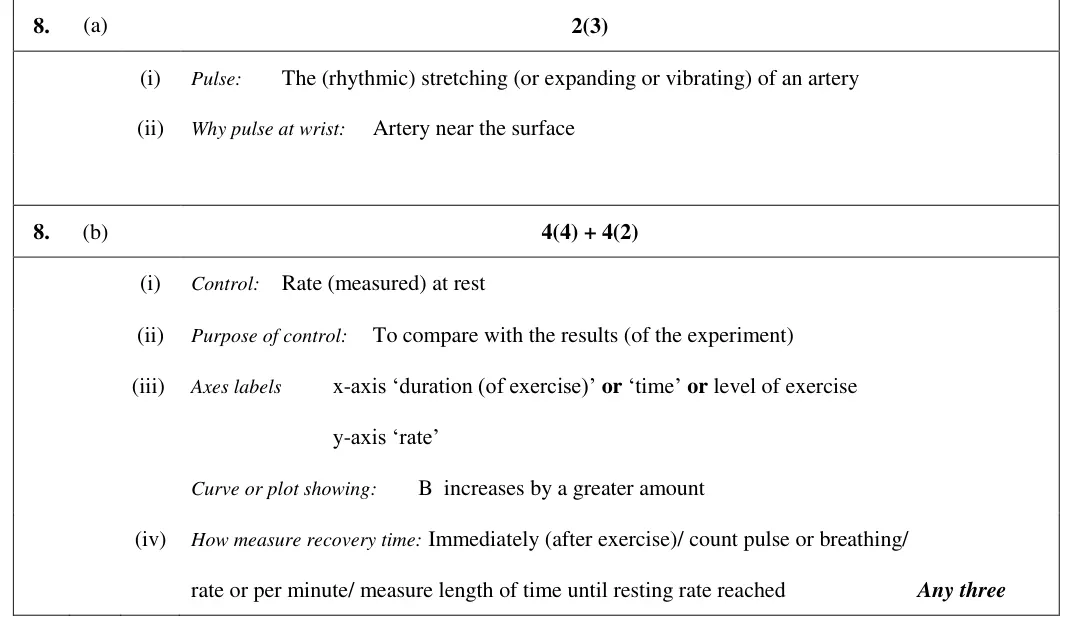 8. (a) 2(3)
(i) Pulse: The (rhythmic) stretching (or expanding or vibrating) of an artery
(ii) Why pulse at wrist: Artery near the surface
8. (b) 4(4) + 4(2)
(i) Control: Rate (measured) at rest
(ii) Purpose of control: To compare with the results (of the experiment)
(iii) Axes labels x-axis ‘duration (of exercise)’ or ‘time’ or level of exercise
y-axis ‘rate’
Curve or plot showing: B increases by a greater amount
(iv) How measure recovery time: Immediately (after exercise)/ count pulse or breathing/
rate or per minute/ measure length of time until resting rate reached Any three